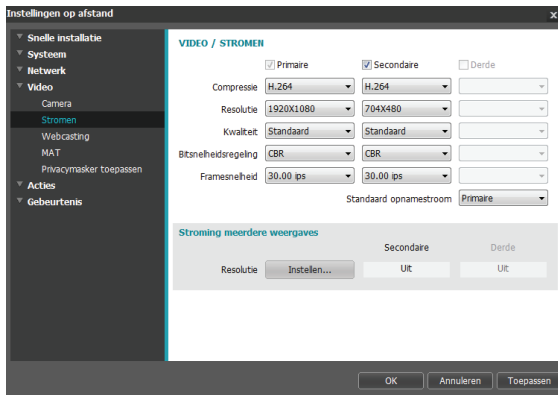 Instellingen op afstand x
Snelle installatie
Systeem
Netwerk
Video
Camera
Stromen
Webcasting
MAT
Privacymasker toepassen
Acties
Gebeurtenis
VIDEO / STROMEN
Primaire Secondaire Derde
Compressie H.264 H.264
Resolutie 1920X1080 704X480
Kwaliteit Standaard Standaard
Bitsnelheidsregeling CBR CBR
Framesnelheid 30.00 ips 30.00 ips
Standaard opnamestroom Primaire
Stroming meerdere weergaves
Secondaire Derde
Resolutie Instellen... Uit Uit
OK Annuleren Toepassen